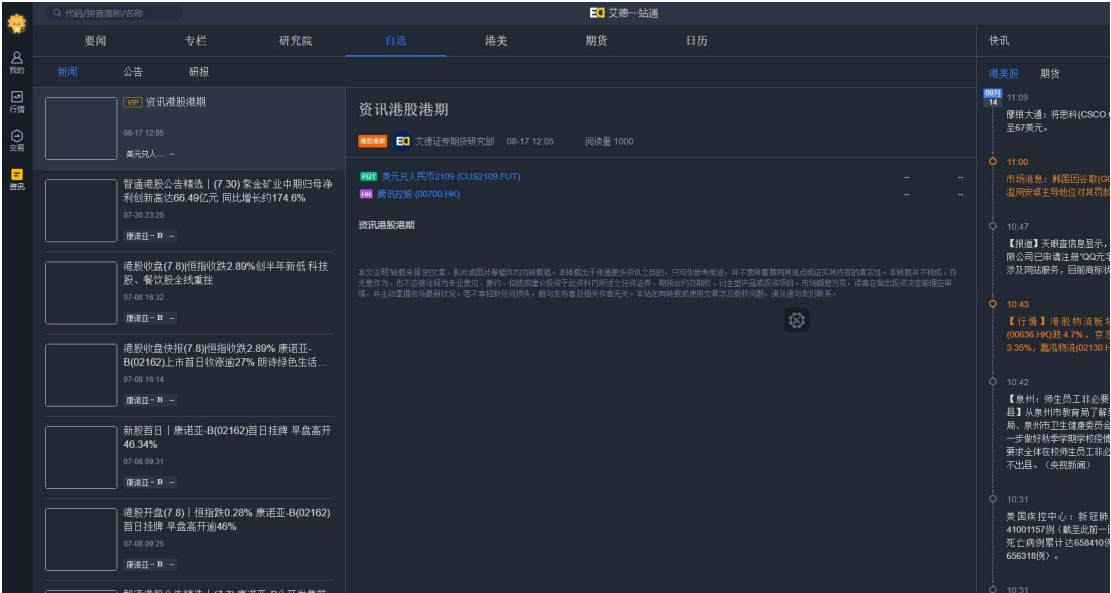 代码/拼音简称/名称
艾德一站通
我的
行情
交易
资讯
要闻
专栏
研究院
自选
港美
期货
日历
快讯
新闻
公告
研报
VIP 资讯港股港期
08-17 12:05
美元兑人... --
智通港股公告精选｜(7.30) 紫金矿业中期归母净
利创新高达66.49亿元 同比增长约174.6%
07-30 23:20
康诺亚－B --
港股收盘(7.8)|恒指收跌2.89%创半年新低 科技
股、餐饮股全线重挫
07-08 16:32
康诺亚－B --
港股收盘快报(7.8)|恒指收跌2.89% 康诺亚-
B(02162)上市首日收涨逾27% 朗诗绿色生活...
07-08 16:14
康诺亚－B --
新股首日｜康诺亚-B(02162)首日挂牌 早盘高开
46.34%
07-08 09:31
康诺亚－B --
港股开盘(7.8)｜恒指跌0.28% 康诺亚-B(02162)
首日挂牌 早盘高开逾46%
07-08 09:25
康诺亚－B --
资讯港股港期
港股港期 艾德证券期货研究部 08-17 12:05 阅读量 1000
FUT 美元兑人民币2109 (CUS2109.FUT) -- --
HK 腾讯控股 (00700.HK) -- --
资讯港股港期
港美股
期货
09月
14
11:09
摩根大通：将思科(CSCO.
至67美元。
11:00
市场消息：韩国因谷歌(GO
滥用安卓主导地位对其罚款
10:47
【报道】天眼查信息显示，
限公司已申请注册"QQ元宇
涉及网站服务，目前商标状
10:43
【行情】港股物流板块
(00636.HK)跌4.7%，京东
3.35%，嘉泓物流(02130.H
10:42
【泉州：师生员工非必要
县】从泉州市教育局了解到
局、泉州市卫生健康委员会
一步做好秋季学期学校疫情
要求全体在校师生员工非必
不出县。（央视新闻）
10:31
美国疾控中心：新冠肺
41001157例（截至此前一日
死亡病例累计达658410例
656318例）。
10:31